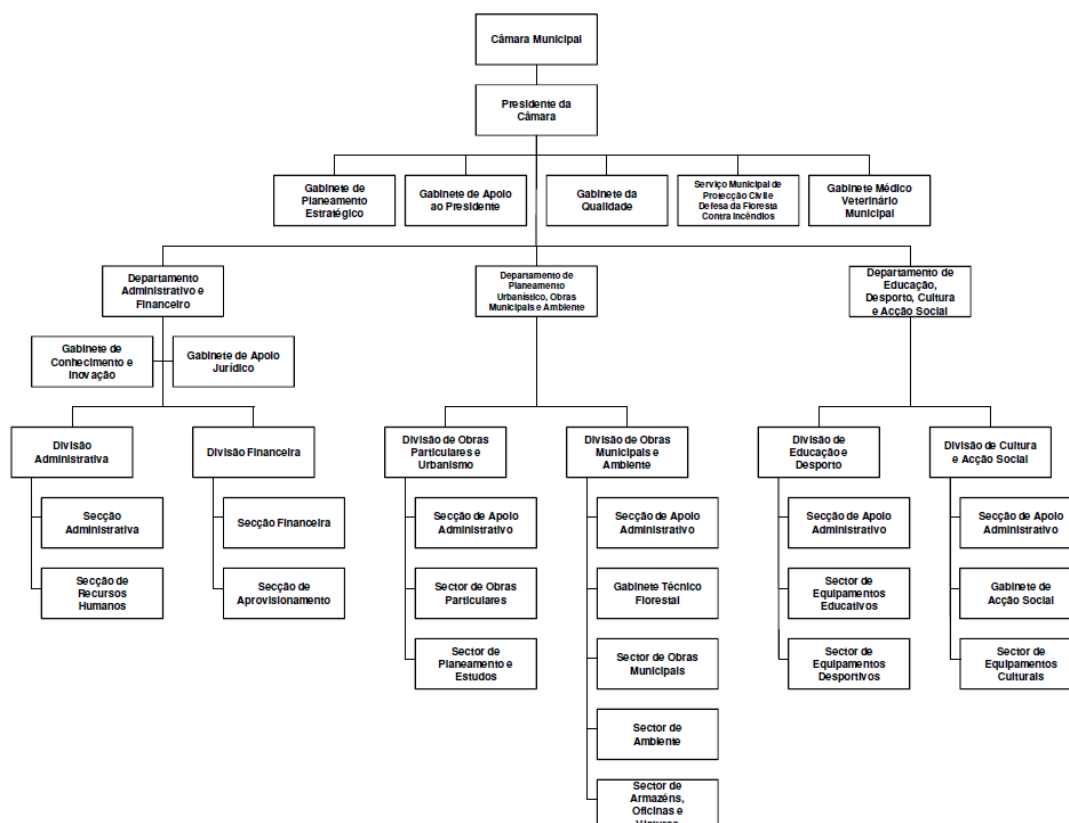 Câmara Municipal
Presidente da
Câmara
Gabinete de
Planeamento
Estratégico
Gabinete de Apoio
ao Presidente
Gabinete da
Qualidade
Serviço Municipal de
Protecção Civil e
Defesa da Floresta
Contra Incêndios
Gabinete Médico
Veterinário
Municipal
Departamento
Administrativo e
Financeiro
Departamento de
Planeamento
Urbanístico, Obras
Municipais e Ambiente
Departamento de
Educação,
Desporto, Cultura
e Acção Social
Gabinete de
Conhecimento e
Inovação
Gabinete de Apoio
Jurídico
Divisão
Administrativa
Divisão Financeira
Divisão de Obras
Particulares e
Urbanismo
Divisão de Obras
Municipais e
Ambiente
Divisão de
Educação e
Desporto
Divisão de Cultura
e Acção Social
Secção
Administrativa
Secção Financeira
Secção de Apoio
Administrativo
Secção de Apoio
Administrativo
Secção de Apoio
Administrativo
Secção de Apoio
Administrativo
Secção de
Recursos
Humanos
Secção de
Aprovisionamento
Sector de Obras
Particulares
Gabinete Técnico
Florestal
Sector de
Equipamentos
Educativos
Gabinete de
Acção Social
Sector de
Planeamento e
Estudos
Sector de Obras
Municipais
Sector de
Equipamentos
Desportivos
Sector de
Equipamentos
Culturais
Sector de
Ambiente
Sector de
Armazéns,
Oficinas e